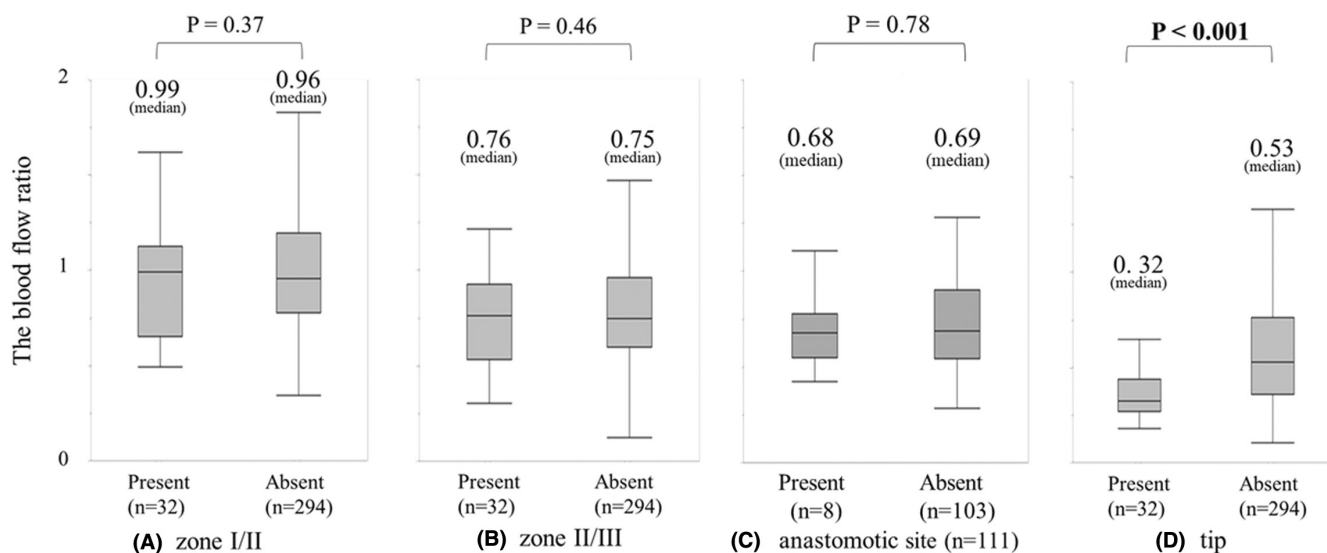 P = 0.37
P = 0.46
P = 0.78
P < 0.001
The blood flow ratio
2
1
0
0.99
(median)
0.96
(median)
0.76
(median)
0.75
(median)
0.68
(median)
0.69
(median)
0. 32
(median)
0.53
(median)
Present
(n=32)
Absent
(n=294)
(A) zone I/II
Present
(n=32)
Absent
(n=294)
(B) zone II/III
Present
(n=8)
Absent
(n=103)
(C) anastomotic site (n=111)
Present
(n=32)
Absent
(n=294)
(D) tip